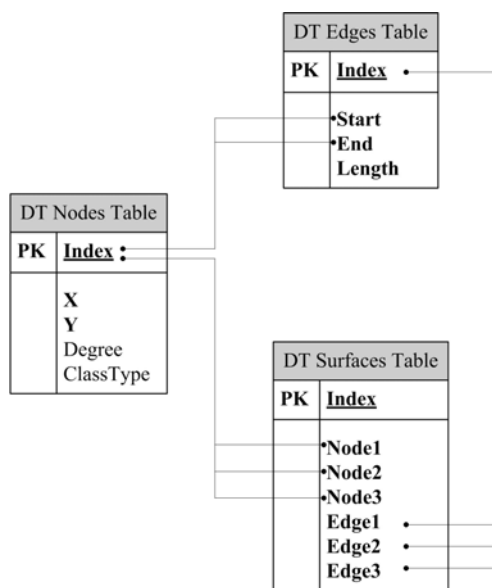 DT Edges Table
PK Index
Start
End
Length
DT Nodes Table
PK Index
X
Y
Degree
ClassType
DT Surfaces Table
PK Index
Node1
Node2
Node3
Edge1
Edge2
Edge3